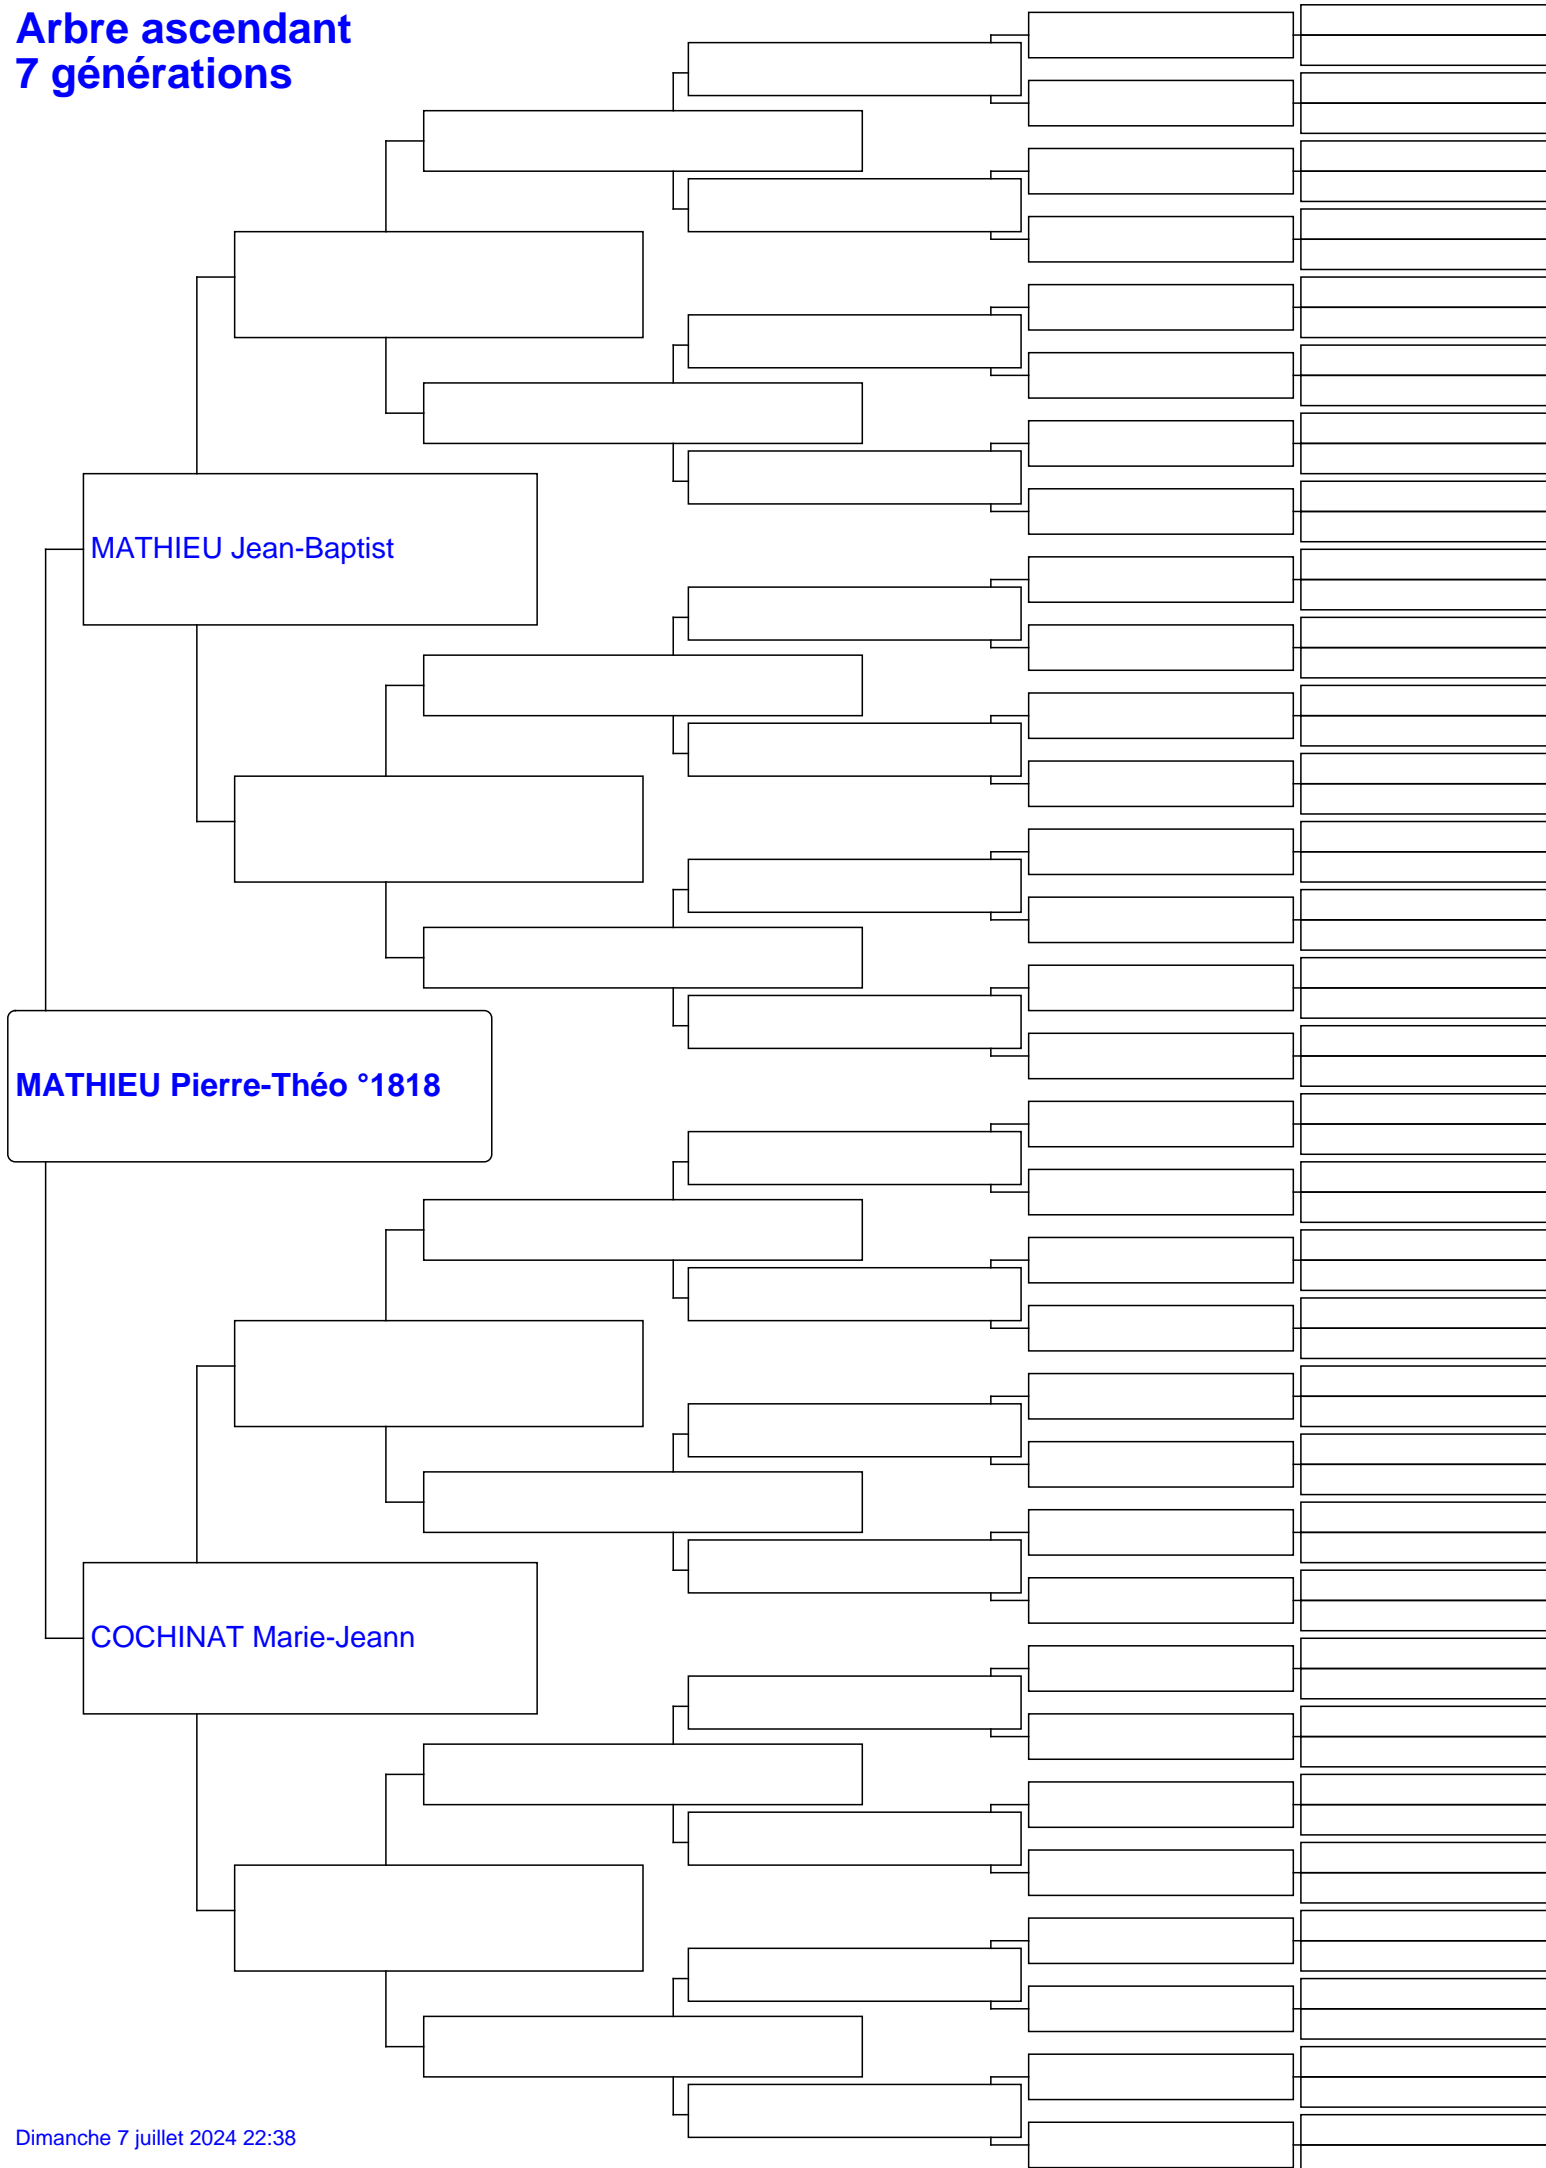 Arbre ascendant
7 générations
MATHIEU Jean-Baptist
MATHIEU Pierre-Théo °1818
COCHINAT Marie-Jeann
Dimanche 7 juillet 2024 22:38